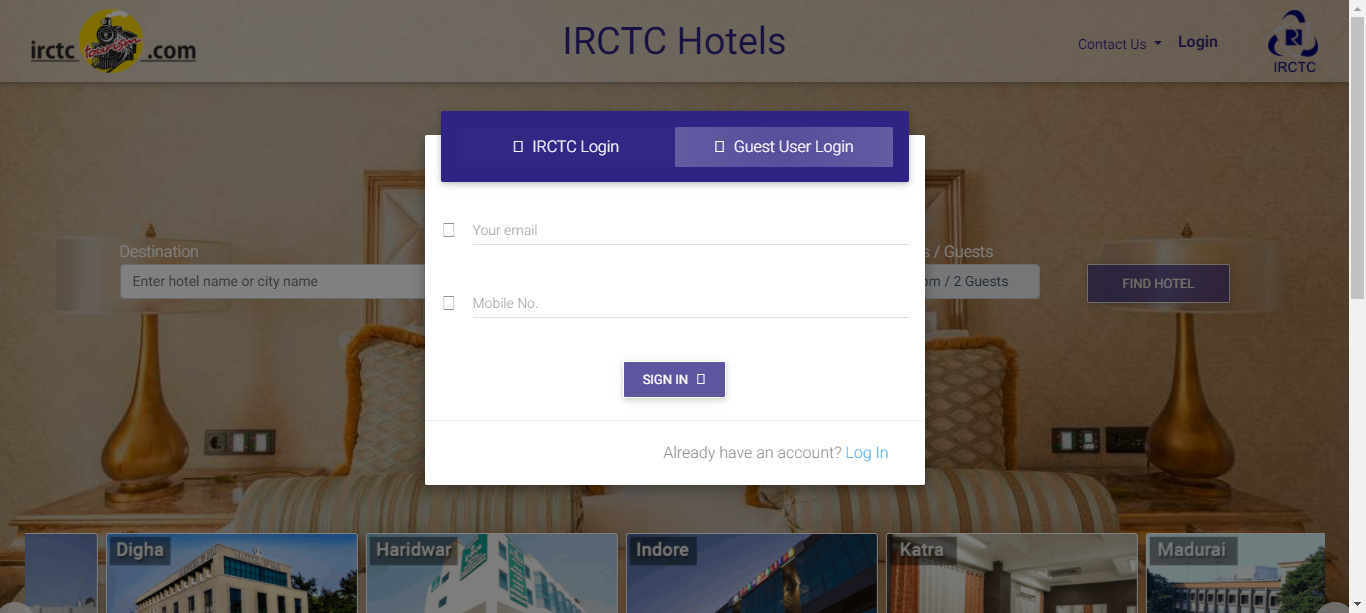 irctc tourism .com
IRCTC Hotels
Contact Us
Login
IRCTC
IRCTC Login
Guest User Login
Your email
Mobile No.
SIGN IN
Already have an account? Log In
Destination
s / Guests
Enter hotel name or city name
om / 2 Guests
FIND HOTEL
Digha
Haridwar
Indore
Katra
Madurai